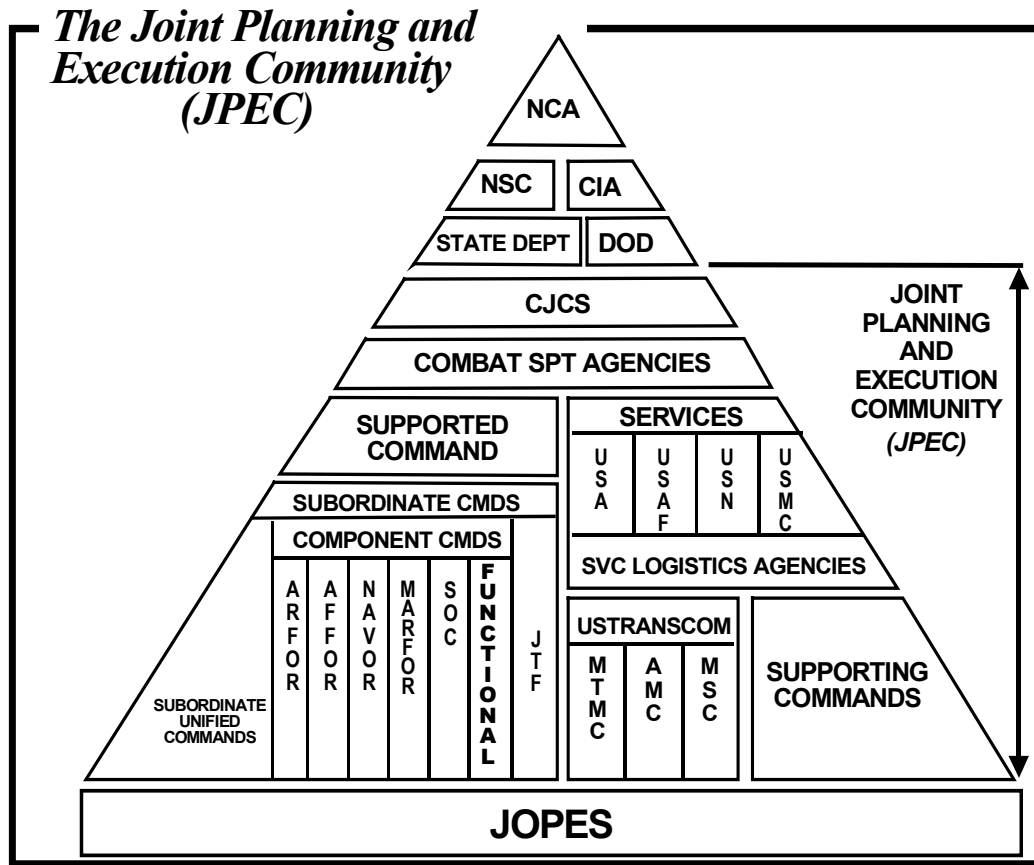 The Joint Planning and
Execution Community
(JPEC)
NCA
NSC
CIA
STATE DEPT
DOD
CJCS
COMBAT SPT AGENCIES
JOINT
PLANNING
AND
EXECUTION
COMMUNITY
(JPEC)
SUPPORTED
COMMAND
SERVICES
USA
USAF
USN
USMC
SVC LOGISTICS AGENCIES
SUBORDINATE CMDS
COMPONENT CMDS
SUBORDINATE
UNIFIED
COMMANDS
ARFOR
AFFOR
NAVOR
MARFOR
SOC
FUNCTIONAL
JTF
USTRANSCOM
MTMC
AMC
MSC
SUPPORTING
COMMANDS
JOPES